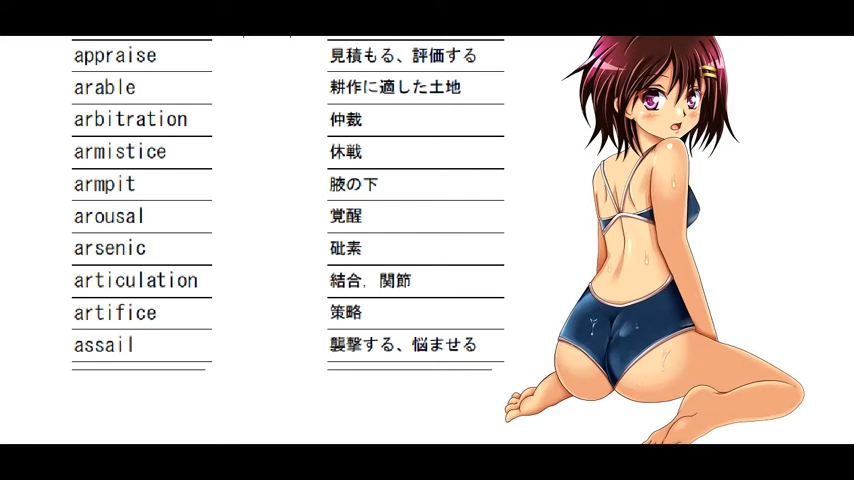 appraise 見積もる、評価する
arable 耕作に適した土地
arbitration 仲裁
armistice 休戦
armpit 腋の下
arousal 覚醒
arsenic 砒素
articulation 結合, 関節
artifice 策略
assail 襲撃する、悩ませる